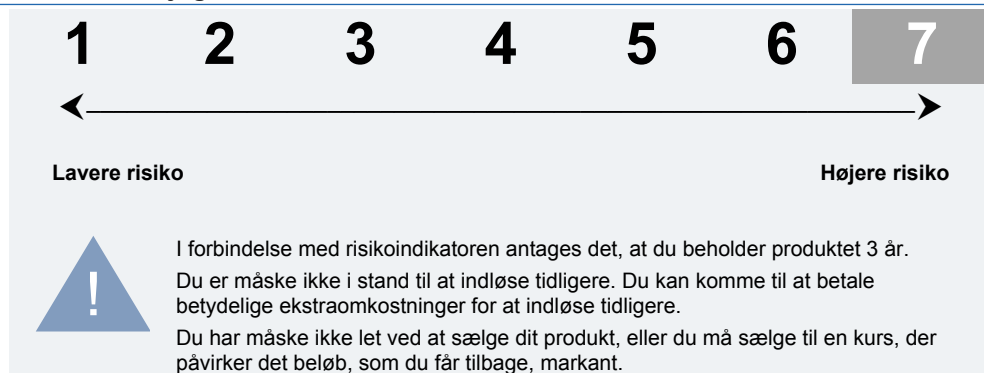 1 2 3 4 5 6 7
Lavere risiko Højere risiko
!
I forbindelse med risikoindikatoren antages det, at du beholder produktet 3 år.
Du er måske ikke i stand til at indløse tidligere. Du kan komme til at betale
betydelige ekstraomkostninger for at indløse tidligere.
Du har måske ikke let ved at sælge dit produkt, eller du må sælge til en kurs, der
påvirker det beløb, som du får tilbage, markant.